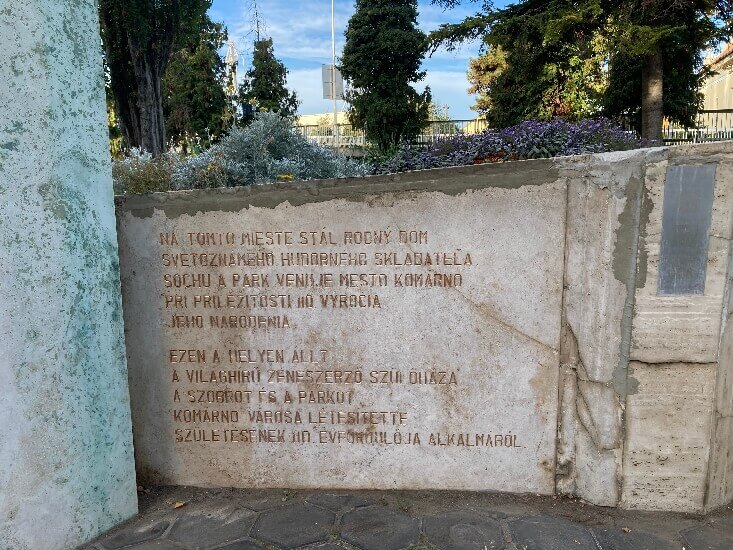 NA TOMTO MIESTE STÁL RODNÝ DOM
SVETOZNÁMEHO HUDOBNÉHO SKLADATEĽA
SOCHU A PARK VENUJE MESTO KOMÁRNO
PRI PRÍLEŽITOSTI 110 VÝROČIA
JEHO NARODENIA
EZEN A HELYEN ÁLLT
A VILÁGHIRŰ ZENESZERZŐ SZÜLŐHÁZA
A SZOBROT ÉS A PARKOT
KOMÁRNO VÁROSA LÉTESÍTETTE
SZÜLETÉSÉNEK 110. ÉVFORDULÓJA ALKALMÁBÓL